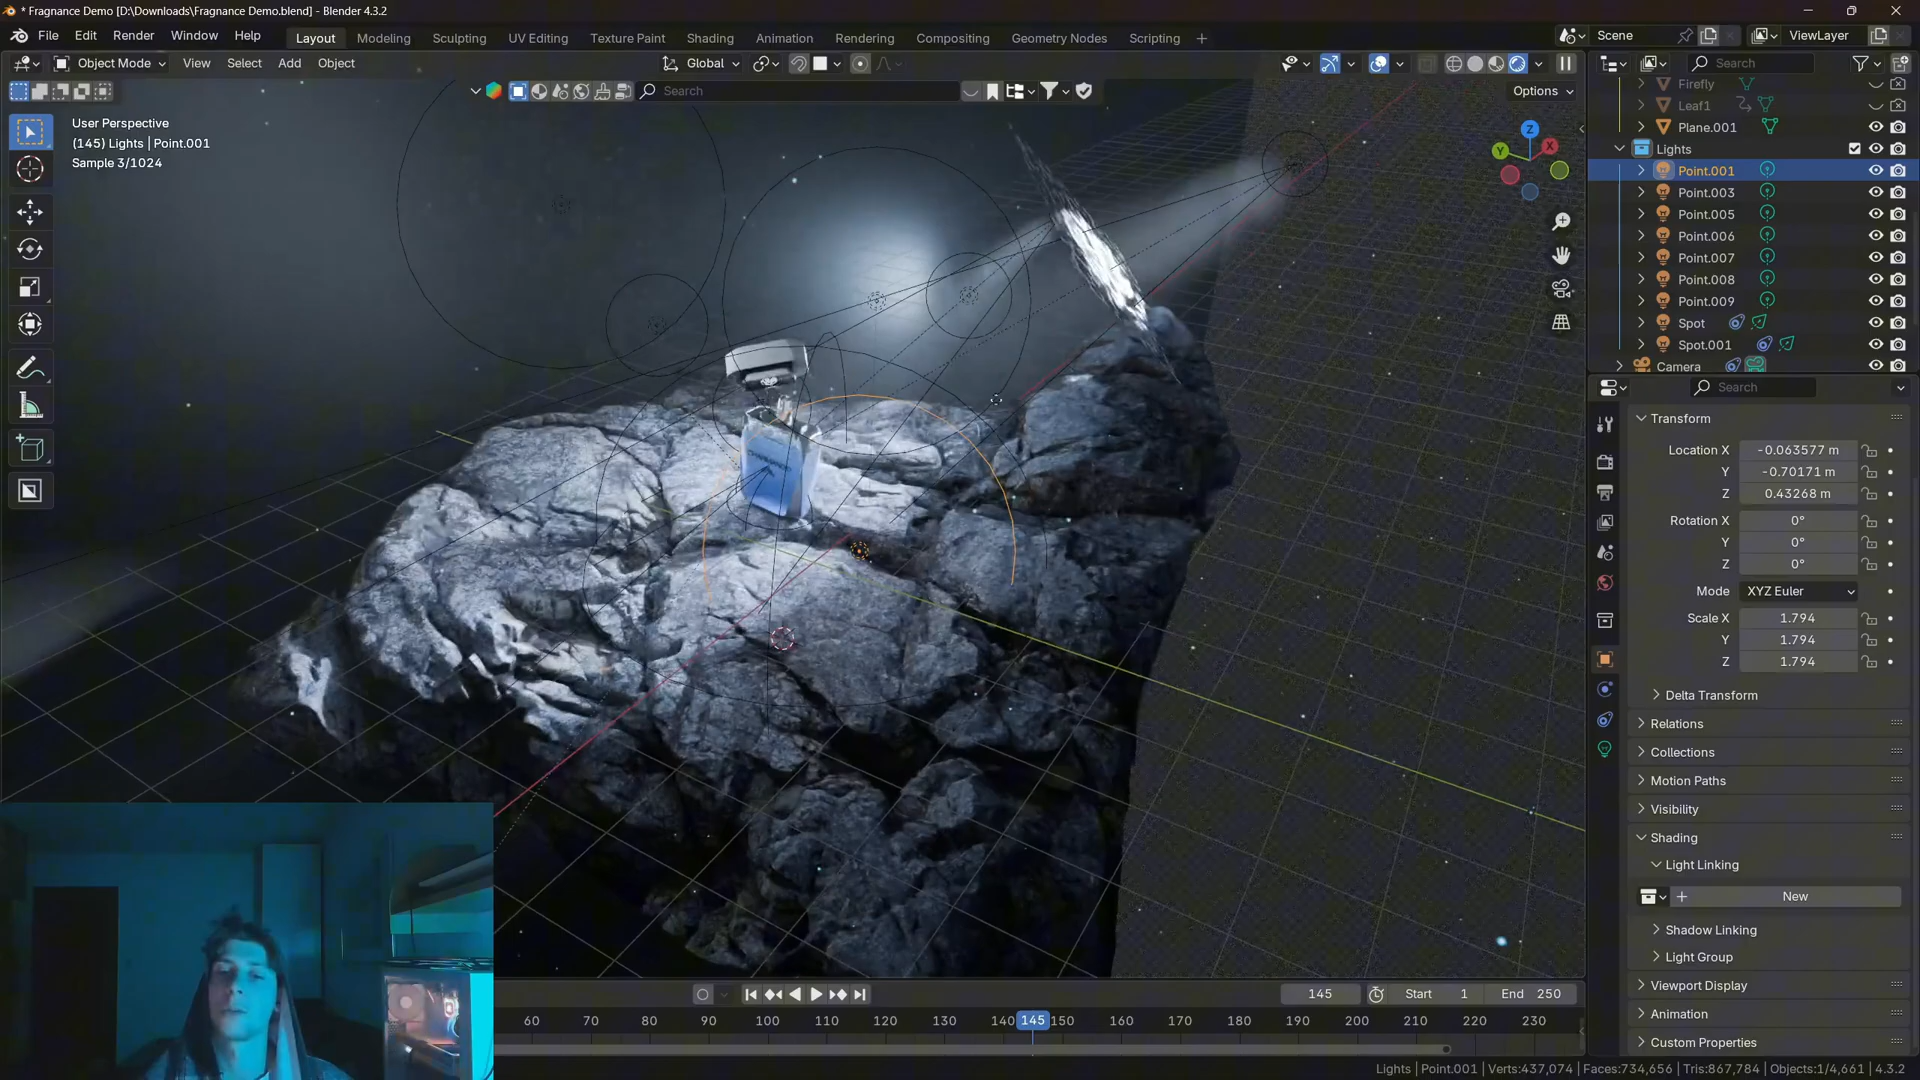 * Fragnance Demo [D:\Downloads\Fragnance Demo.blend] - Blender 4.3.2
File Edit Render Window Help
Layout Modeling Sculpting UV Editing Texture Paint Shading Animation Rendering Compositing Geometry Nodes Scripting +
Scene ViewLayer
Object Mode View Select Add Object
Global
Search
Search
Options
User Perspective
(145) Lights | Point.001
Sample 3/1024
Z
Y
X
Firefly
Leaf1
Plane.001
Lights
Point.001
Point.003
Point.005
Point.006
Point.007
Point.008
Point.009
Spot
Spot.001
Camera
Search
Transform
Location X -0.063577 m
Y -0.70171 m
Z 0.43268 m
Rotation X 0°
Y 0°
Z 0°
Mode XYZ Euler
Scale X 1.794
Y 1.794
Z 1.794
Delta Transform
Relations
Collections
Motion Paths
Visibility
Shading
Light Linking
New
Shadow Linking
Light Group
Viewport Display
Animation
Custom Properties
145 Start 1 End 250
60 70 80 90 100 110 120 130 140 145 150 160 170 180 190 200 210 220 230
Lights | Point.001 | Verts:437,074 | Faces:734,656 | Tris:867,784 | Objects:1/4,661 | 4.3.2